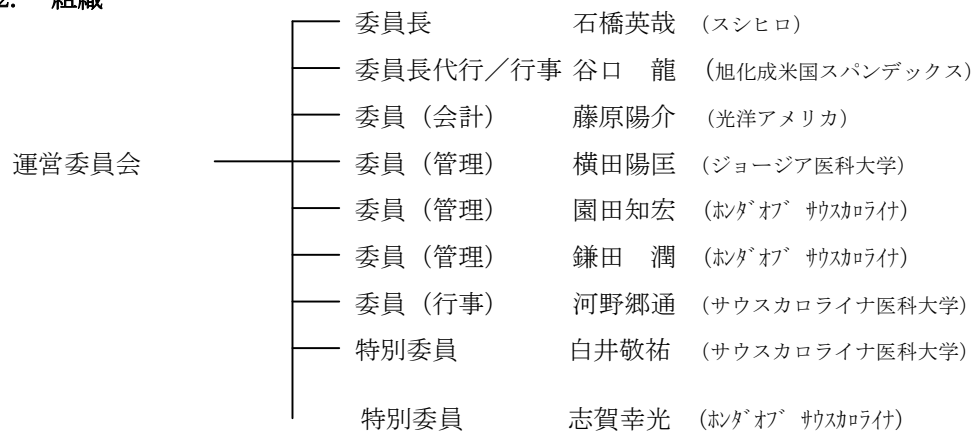 2. 組織
委員長 石橋英哉 (スシヒロ)
委員長代行／行事 谷口 龍 (旭化成米国スパンデックス)
委員（会計） 藤原陽介 (光洋アメリカ)
運営委員会 委員（管理） 横田陽匡 (ジョージア医科大学)
委員（管理） 園田知宏 (ﾎﾝﾀﾞｵﾌﾞ ｻｳｽｶﾛﾗｲﾅ)
委員（管理） 鎌田 潤 (ﾎﾝﾀﾞｵﾌﾞ ｻｳｽｶﾛﾗｲﾅ)
委員（行事） 河野郷通 (サウスカロライナ医科大学)
特別委員 白井敬祐 (サウスカロライナ医科大学)
特別委員 志賀幸光 (ﾎﾝﾀﾞｵﾌﾞ ｻｳｽｶﾛﾗｲﾅ)